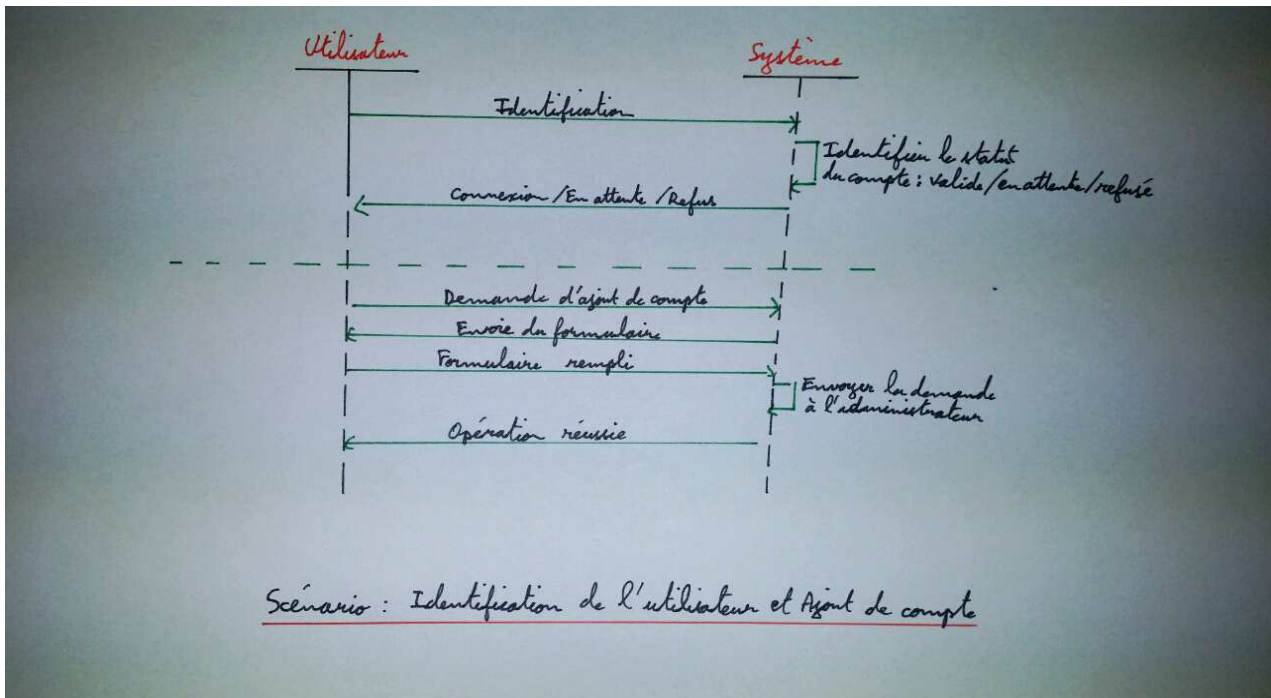 Utilisateur
Système
Identification
Identifier le statut
du compte : valide/en attente/refusé
Connexion /En attente /Refus
Demande d'ajout de compte
Envoie du formulaire
Formulaire rempli
Envoyer la demande
à l'administrateur
Opération réussie
Scénario : Identification de l'utilisateur et Ajout de compte